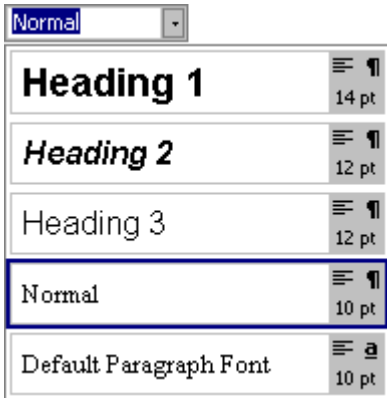 Normal
Heading 1 ¶
14 pt
Heading 2 ¶
12 pt
Heading 3 ¶
12 pt
Normal ¶
10 pt
Default Paragraph Font a
10 pt